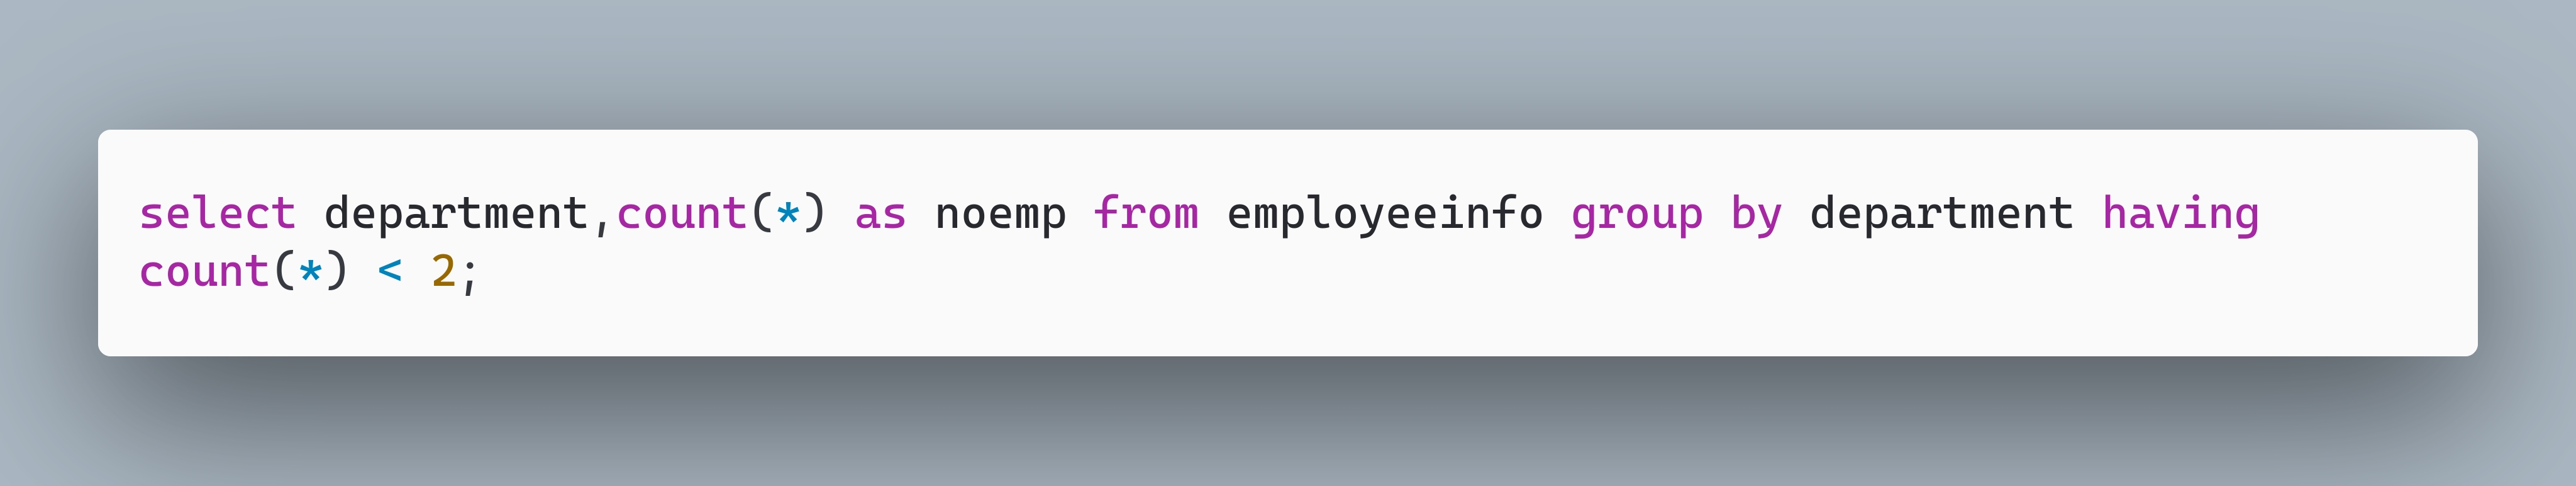 select department,count(*) as noemp from employeeinfo group by department having
count(*) < 2;